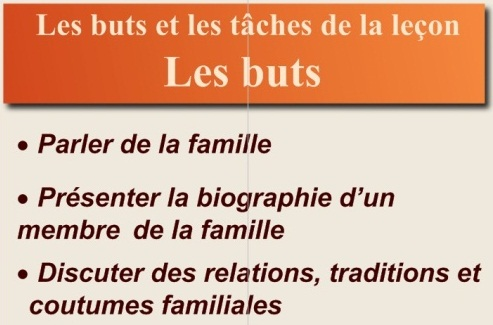 Les buts et les tâches de la leçon
Les buts
• Parler de la famille
• Présenter la biographie d'un
membre de la famille
• Discuter des relations, traditions et
coutumes familiales